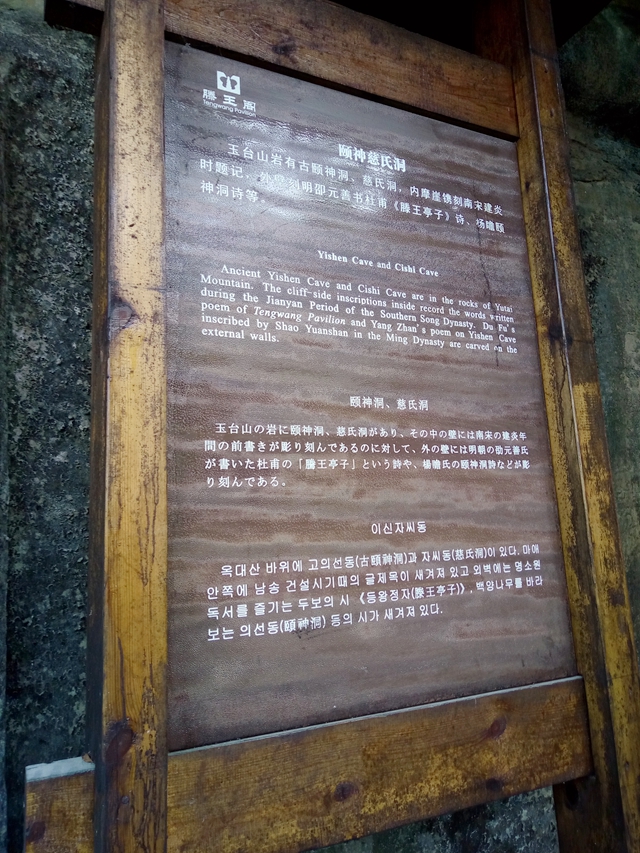 滕王阁
Tengwang Pavilion
颐神慈氏洞
玉台山岩有古颐神洞、慈氏洞，内摩崖镌刻南宋建炎
时题记，外壁刻明邵元善书杜甫《滕王亭子》诗、杨瞻颐
神洞诗等。
Yishen Cave and Cishi Cave
Ancient Yishen Cave and Cishi Cave are in the rocks of Yutai
Mountain. The cliff-side inscriptions inside record the words written
during the Jianyan Period of the Southern Song Dynasty. Du Fu's
poem of Tengwang Pavilion and Yang Zhan's poem on Yishen Cave
inscribed by Shao Yuanshan in the Ming Dynasty are carved on the
external walls.
颐神洞、慈氏洞
玉台山の岩に颐神洞、慈氏洞があり、その中の壁には南宋の建炎年
間の前書きが彫り刻んであるのに対して、外の壁には明朝の劭元善氏
が書いた杜甫の「滕王亭子」という詩や、楊瞻氏の颐神洞詩などが彫
り刻んである。
이신자씨동
옥대산 바위에 고의선동(古頤神洞)과 자씨동(慈氏洞)이 있다. 마애
안쪽에 남송 건설시기때의 글제목이 새겨져 있고 외벽에는 명소원
독서를 즐기는 두보의 시 《등왕정자(滕王亭子)》, 백양나무를 바라
보는 의선동(頤神洞) 등의 시가 새겨져 있다.